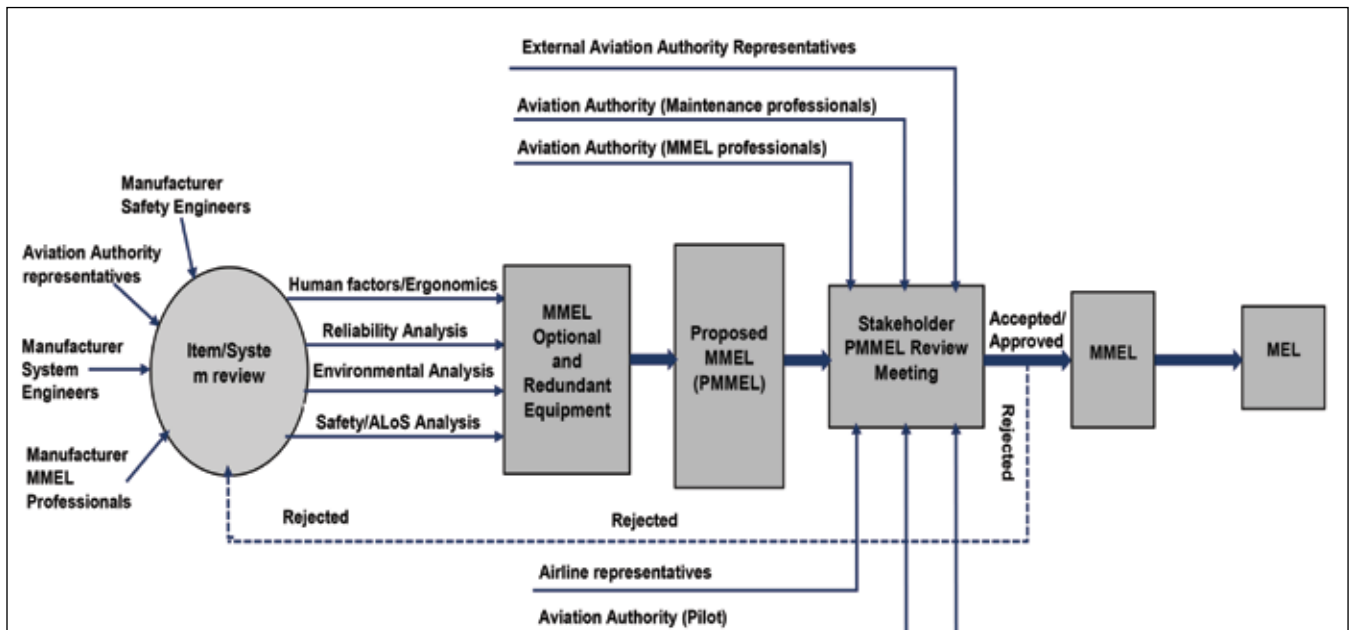 External Aviation Authority Representatives
Aviation Authority (Maintenance professionals)
Aviation Authority (MMEL professionals)
Manufacturer
Safety Engineers
Aviation Authority
representatives
Manufacturer
System
Engineers
Manufacturer
MMEL
Professionals
Item/Syste
m review
Human factors/Ergonomics
Reliability Analysis
Environmental Analysis
Safety/ALoS Analysis
MMEL
Optional
and
Redundant
Equipment
Proposed
MMEL
(PMMEL)
Stakeholder
PMMEL Review
Meeting
Accepted/
Approved
Rejected
MMEL
MEL
Rejected
Rejected
Airline representatives
Aviation Authority (Pilot)